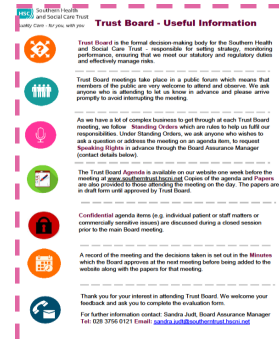 HSC Southern Health
and Social Care Trust
Quality Care - for you, with you
Trust Board - Useful Information
Trust Board is the formal decision-making body for the Southern Health
and Social Care Trust - responsible for setting strategy, monitoring
performance, ensuring that we meet our statutory and regulatory duties
and effectively manage risks.
Trust Board meetings take place in a public forum which means that
members of the public are very welcome to attend and observe. We ask
anyone who is attending to let us know in advance and please arrive
promptly to avoid interrupting the meeting.
As we have a lot of complex business to get through at each Trust Board
meeting, we follow Standing Orders which are rules to help us fulfil our
responsibilities. Under Standing Orders, we ask anyone who wishes to
ask a question or address the meeting on an agenda item, to request
Speaking Rights in advance through the Board Assurance Manager
(contact details below).
The Trust Board Agenda is available on our website one week before the
meeting at www.southerntrust.hscni.net Copies of the agenda and Papers
are also provided to those attending the meeting on the day. The papers are
in draft form until approved by Trust Board.
Confidential agenda items (e.g. individual patient or staff matters or
commercially sensitive issues) are discussed during a closed session
prior to the main Board meeting.
A record of the meeting and the decisions taken is set out in the Minutes
which the Board approves at the next meeting before being added to the
website along with the papers for that meeting.
Thank you for your interest in attending Trust Board. We welcome your
feedback and ask you to complete the evaluation form.
For further information contact: Sandra Judt, Board Assurance Manager
Tel: 028 3756 0121 Email: sandra.judt@southerntrust.hscni.net